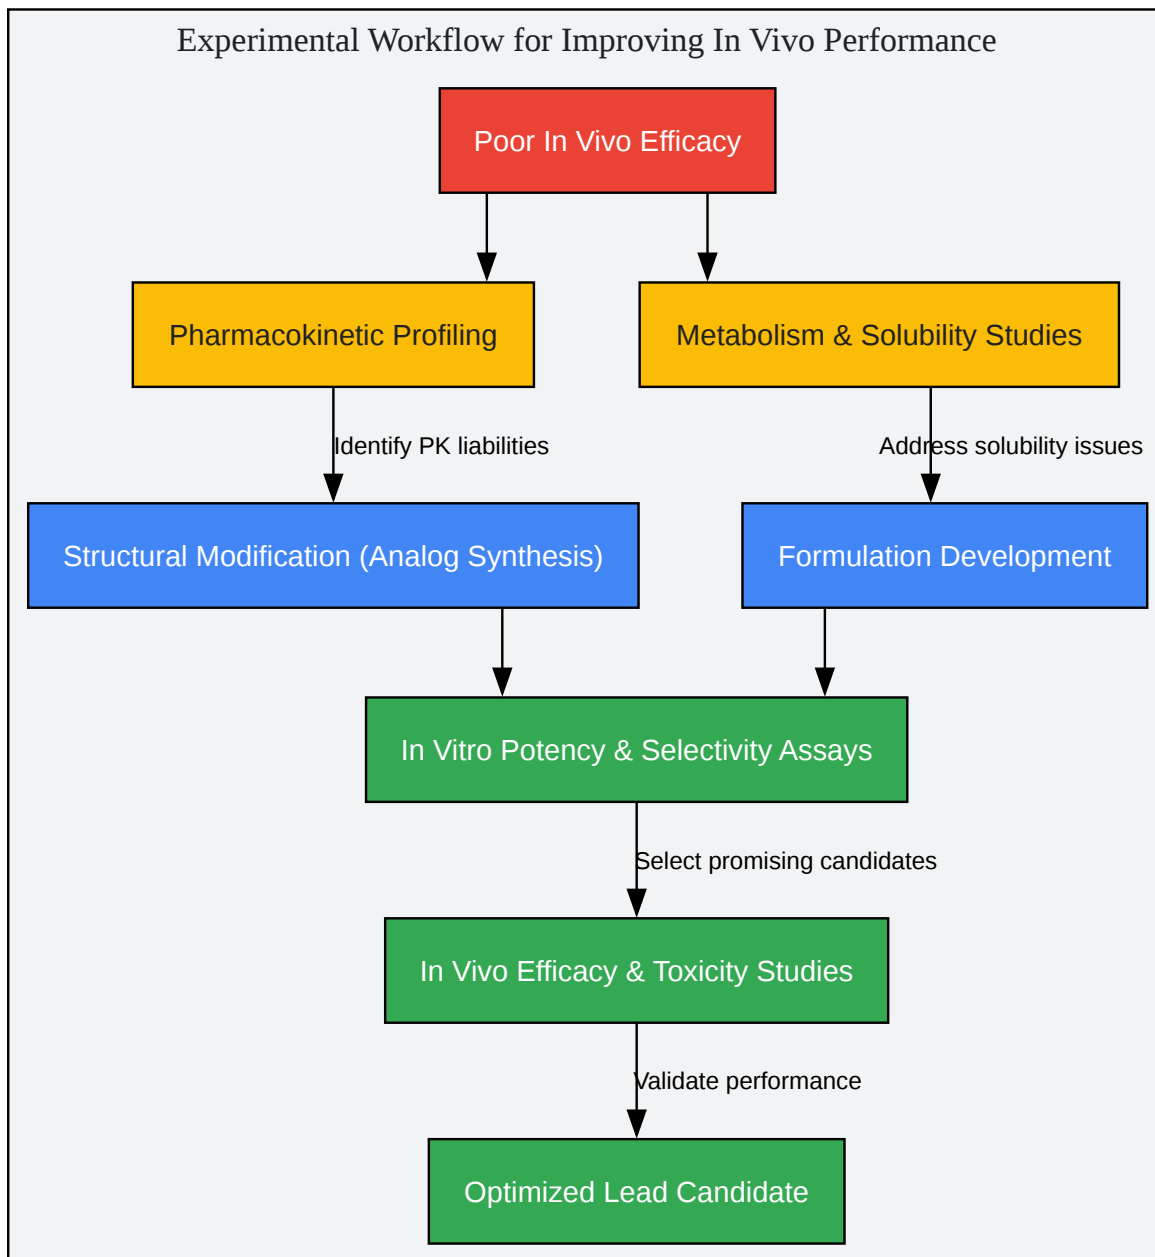 Experimental Workflow for Improving In Vivo Performance
Poor In Vivo Efficacy
Pharmacokinetic Profiling
Metabolism & Solubility Studies
Identify PK liabilities
Address solubility issues
Structural Modification (Analog Synthesis)
Formulation Development
In Vitro Potency & Selectivity Assays
Select promising candidates
In Vivo Efficacy & Toxicity Studies
Validate performance
Optimized Lead Candidate